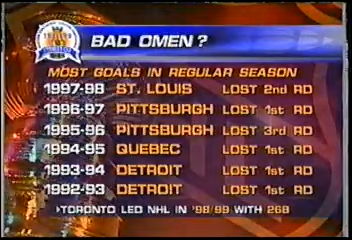 BAD OMEN?
MOST GOALS IN REGULAR SEASON
1997-98 ST. LOUIS LOST 2nd RD
1996-97 PITTSBURGH LOST 1st RD
1995-96 PITTSBURGH LOST 3rd RD
1994-95 QUEBEC LOST 1st RD
1993-94 DETROIT LOST 1st RD
1992-93 DETROIT LOST 1st RD
TORONTO LED NHL IN '98/99 WITH 268